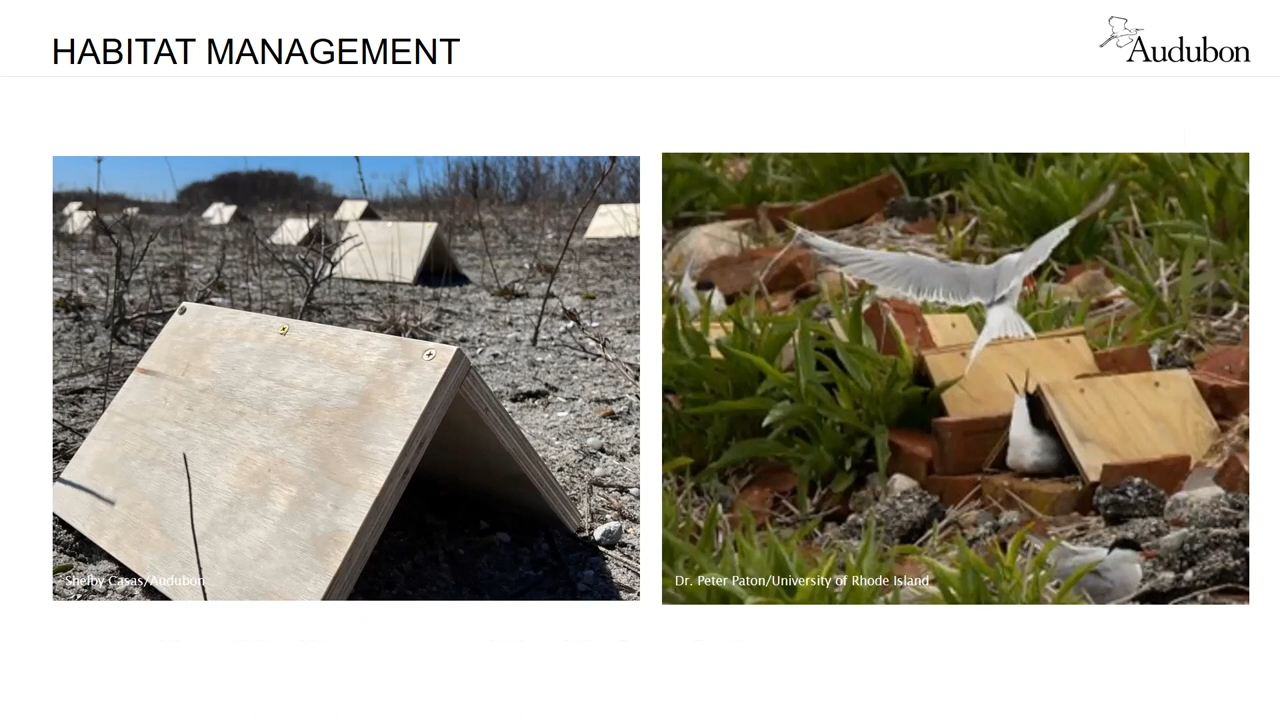 HABITAT MANAGEMENT
Audubon
Shelby Casas/Audubon
Dr. Peter Paton/University of Rhode Island